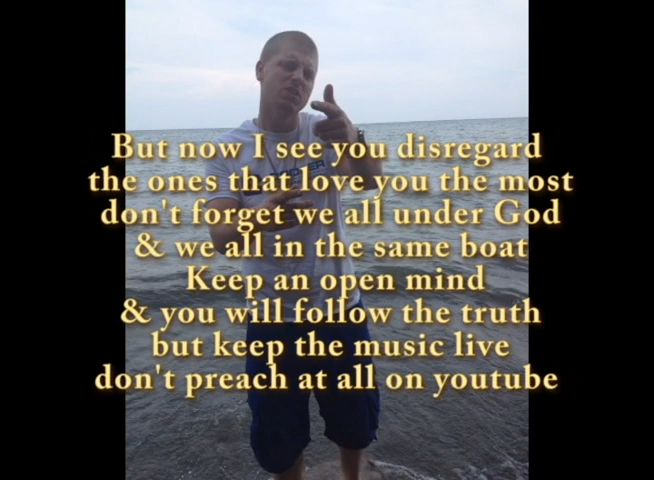 But now I see you disregard
the ones that love you the most
don't forget we all under God
& we all in the same boat
Keep an open mind
& you will follow the truth
but keep the music live
don't preach at all on youtube